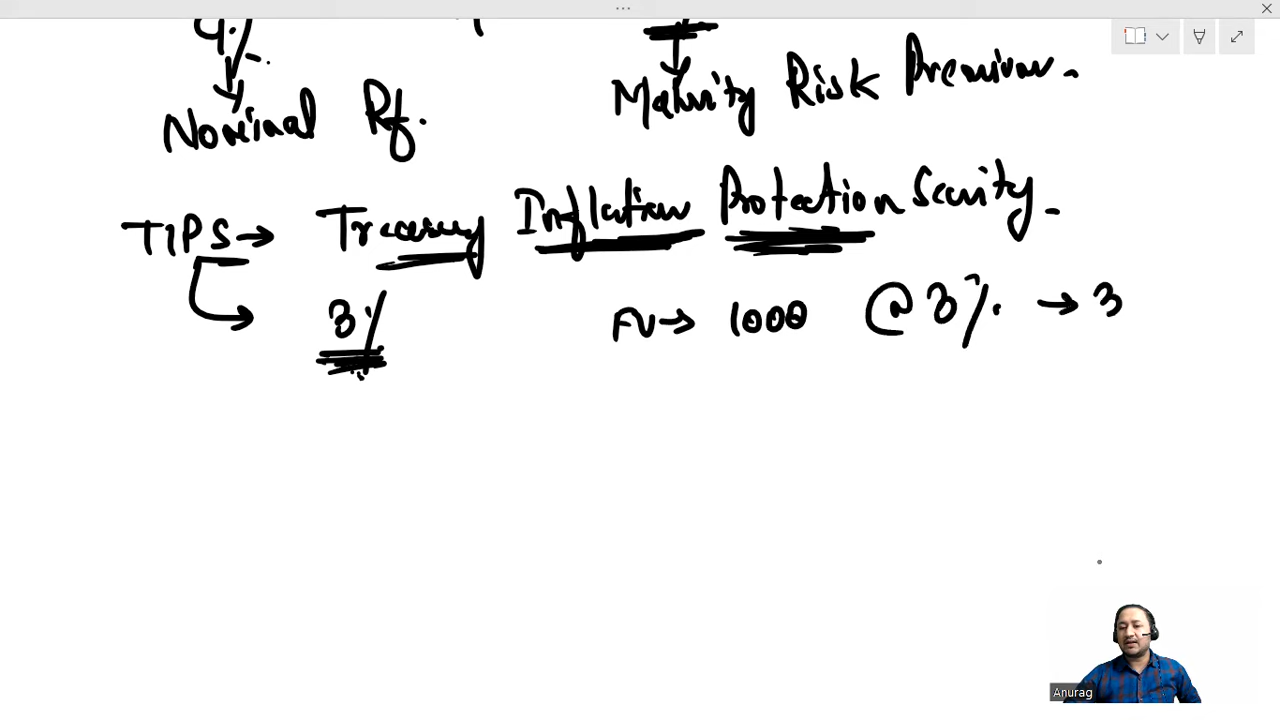 4%
Nominal Rf.
Maturity Risk Premium.
TIPS → Treasury Inflation Protection Security.
3%
FV → 1000 @ 3% → 3
Anurag